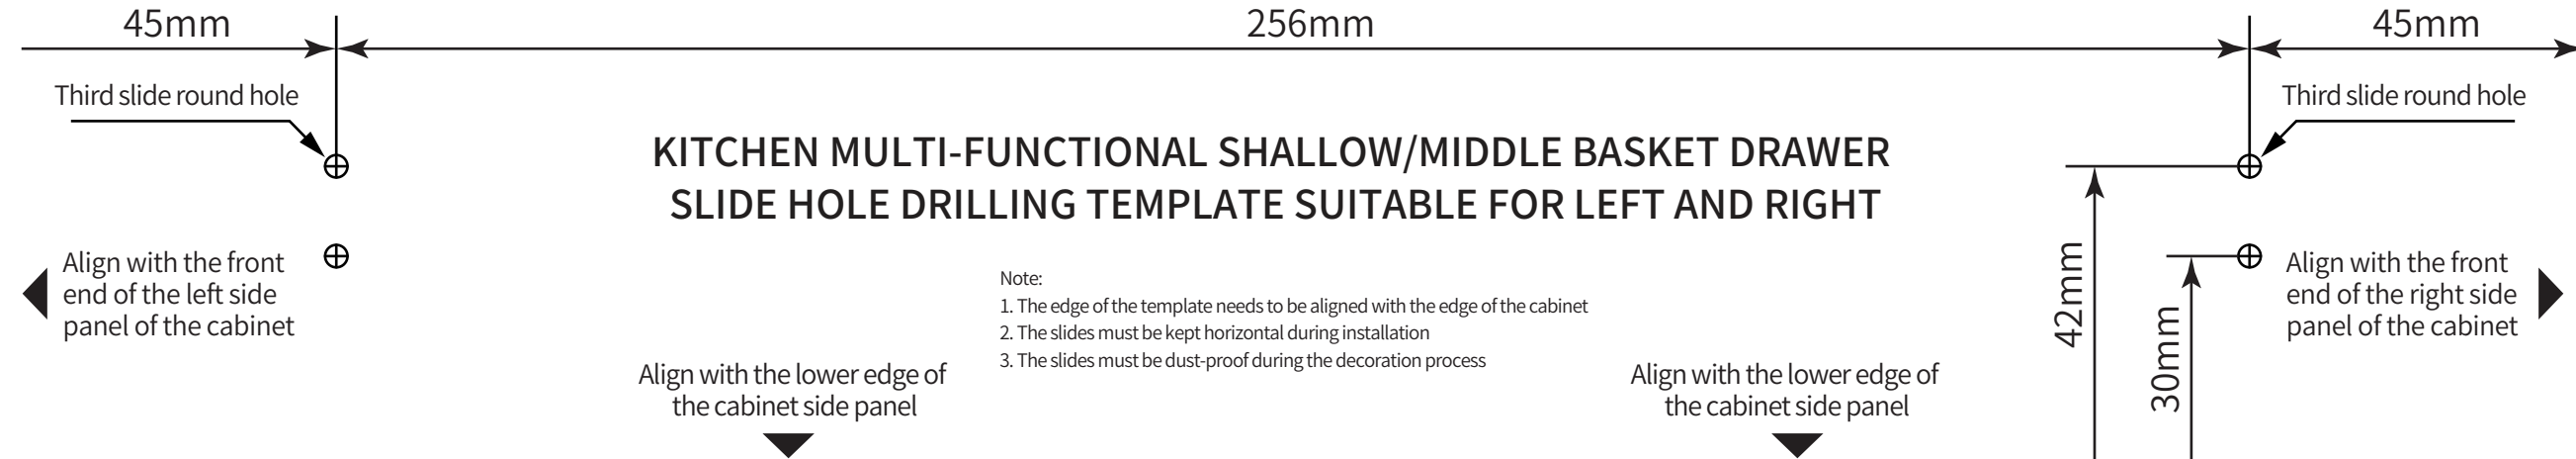 45mm
256mm
45mm
Third slide round hole
Third slide round hole
KITCHEN MULTI-FUNCTIONAL SHALLOW/MIDDLE BASKET DRAWER
SLIDE HOLE DRILLING TEMPLATE SUITABLE FOR LEFT AND RIGHT
Align with the front
end of the left side
panel of the cabinet
Note:
1. The edge of the template needs to be aligned with the edge of the cabinet
2. The slides must be kept horizontal during installation
3. The slides must be dust-proof during the decoration process
42mm
30mm
Align with the front
end of the right side
panel of the cabinet
Align with the lower edge of
the cabinet side panel
Align with the lower edge of
the cabinet side panel